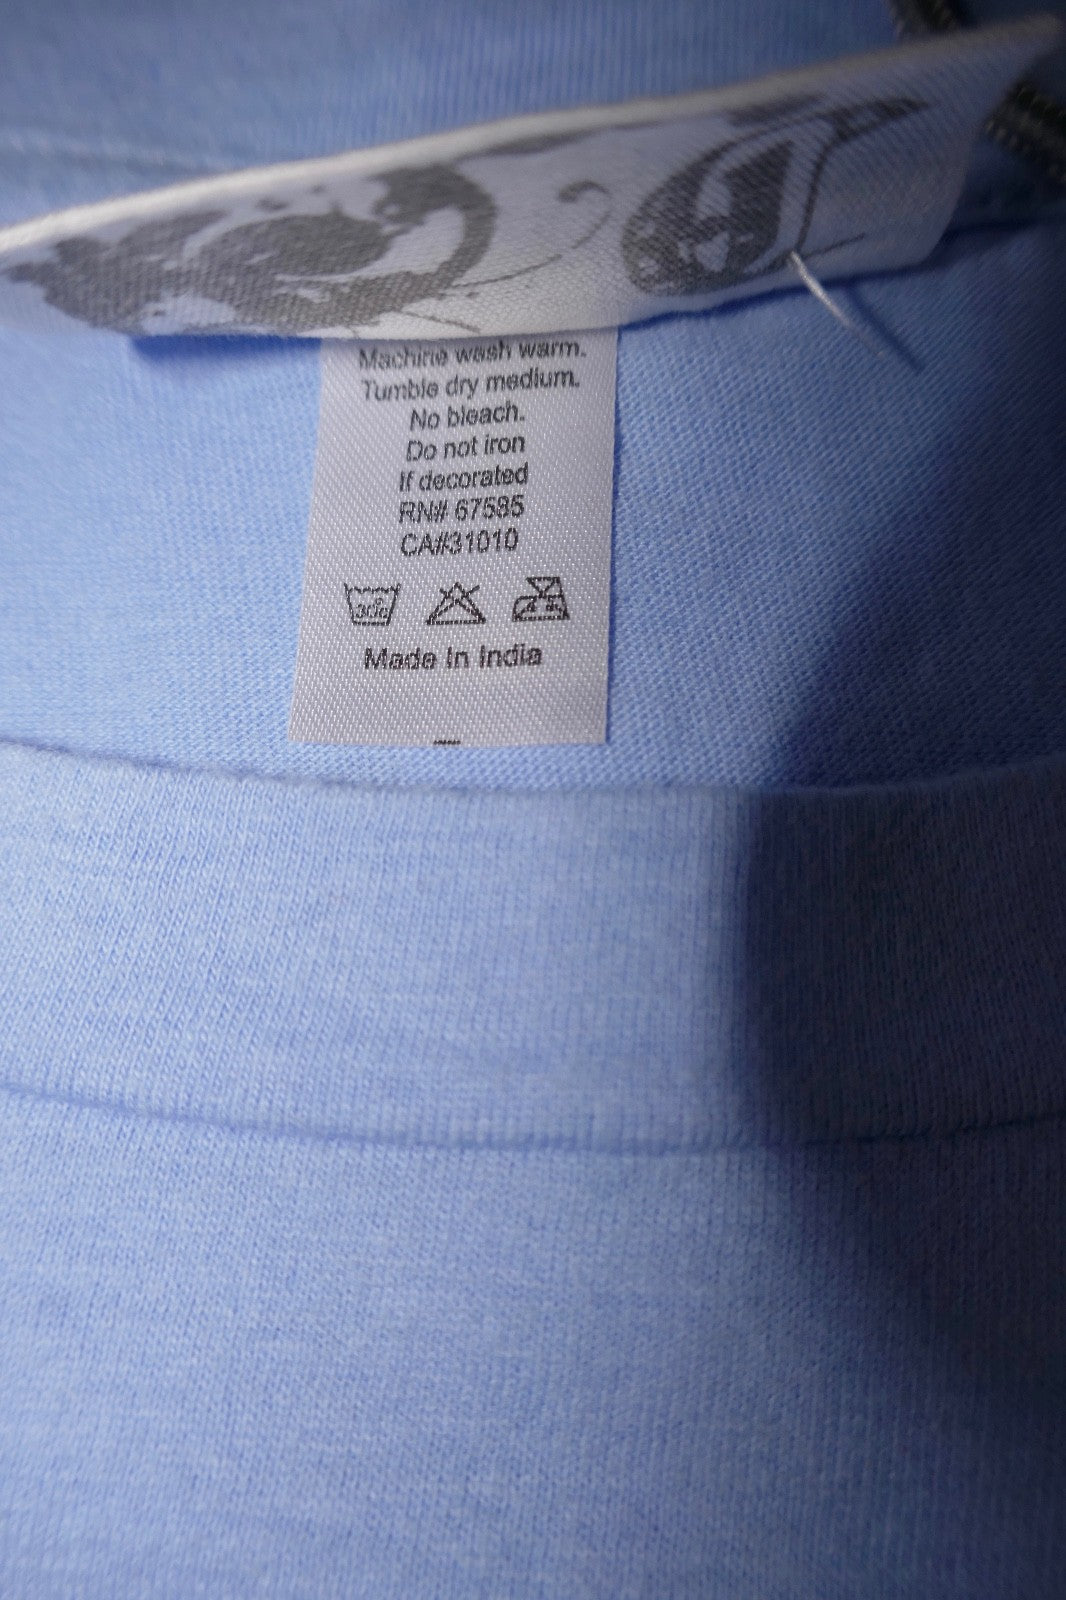 Machine wash warm.
Tumble dry medium.
No bleach.
Do not iron
If decorated
RN# 67585
CA#31010
30c
Made In India